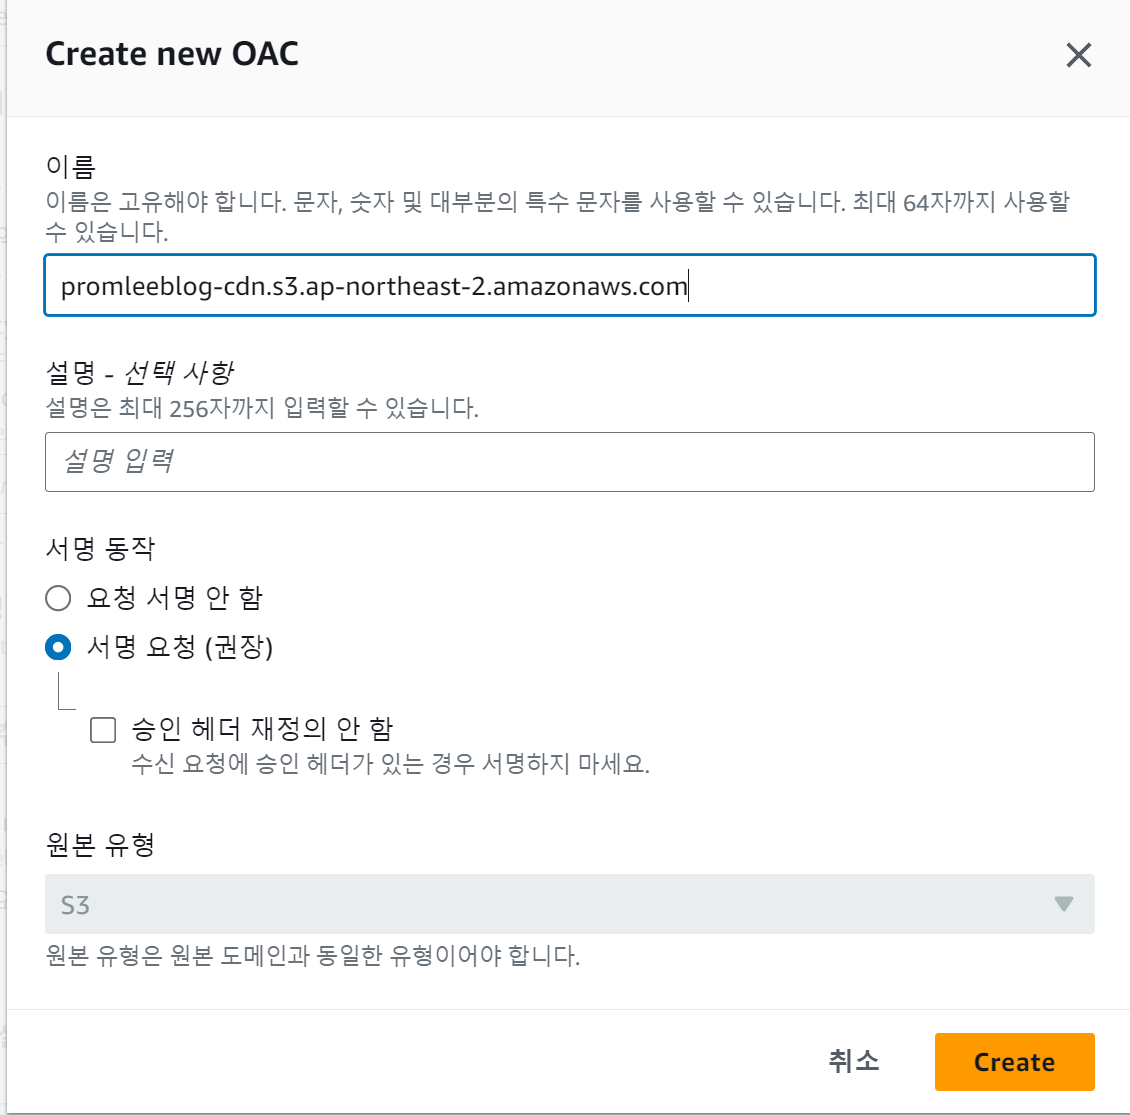 Create new OAC
이름
이름은 고유해야 합니다. 문자, 숫자 및 대부분의 특수 문자를 사용할 수 있습니다. 최대 64자까지 사용할
수 있습니다.
promleeblog-cdn.s3.ap-northeast-2.amazonaws.com
설명 - 선택 사항
설명은 최대 256자까지 입력할 수 있습니다.
설명 입력
서명 동작
요청 서명 안 함
서명 요청 (권장)
승인 헤더 재정의 안 함
수신 요청에 승인 헤더가 있는 경우 서명하지 마세요.
원본 유형
S3
원본 유형은 원본 도메인과 동일한 유형이어야 합니다.
취소 Create